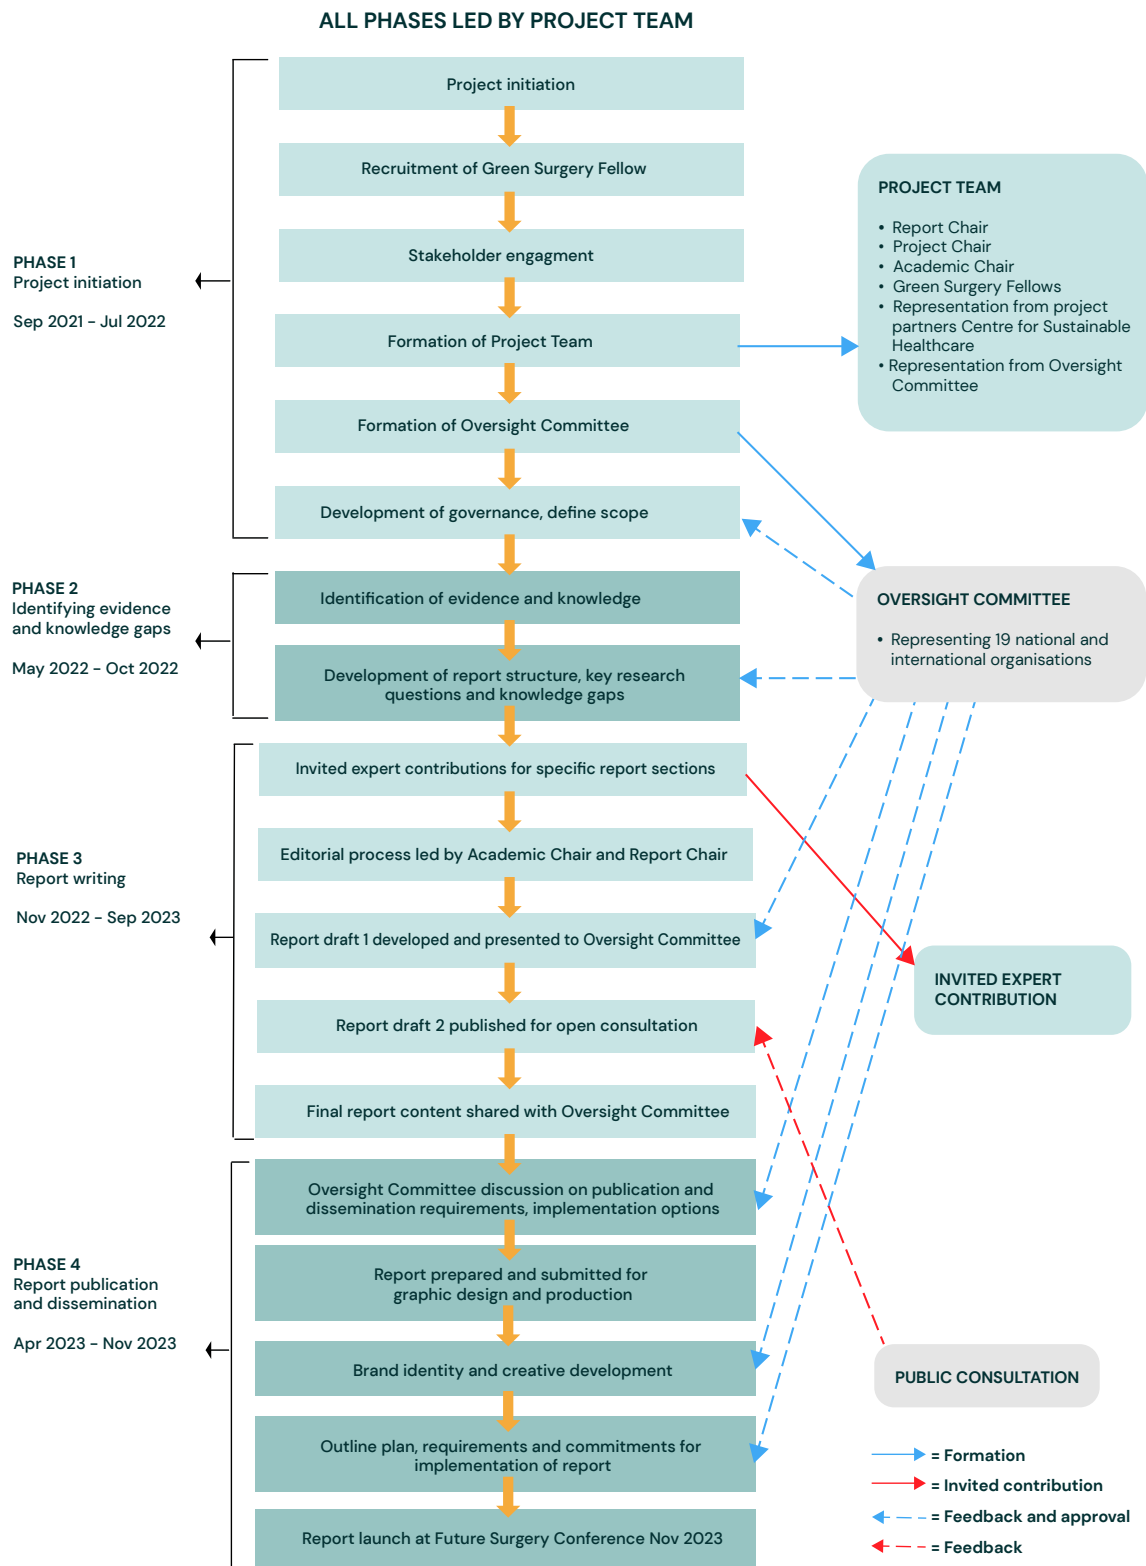 ALL PHASES LED BY PROJECT TEAM
PHASE 1
Project initiation
Sep 2021 - Jul 2022
Project initiation
Recruitment of Green Surgery Fellow
Stakeholder engagment
Formation of Project Team
Formation of Oversight Committee
Development of governance, define scope
PROJECT TEAM
• Report Chair
• Project Chair
• Academic Chair
• Green Surgery Fellows
• Representation from project
partners Centre for Sustainable
Healthcare
• Representation from Oversight
Committee
PHASE 2
Identifying evidence
and knowledge gaps
May 2022 - Oct 2022
Identification of evidence and knowledge
Development of report structure, key research
questions and knowledge gaps
OVERSIGHT COMMITTEE
• Representing 19 national and
international organisations
PHASE 3
Report writing
Nov 2022 - Sep 2023
Invited expert contributions for specific report sections
Editorial process led by Academic Chair and Report Chair
Report draft 1 developed and presented to Oversight Committee
Report draft 2 published for open consultation
Final report content shared with Oversight Committee
INVITED EXPERT
CONTRIBUTION
PHASE 4
Report publication
and dissemination
Apr 2023 - Nov 2023
Oversight Committee discussion on publication and
dissemination requirements, implementation options
Report prepared and submitted for
graphic design and production
Brand identity and creative development
Outline plan, requirements and commitments for
implementation of report
Report launch at Future Surgery Conference Nov 2023
PUBLIC CONSULTATION
= Formation
= Invited contribution
= Feedback and approval
= Feedback